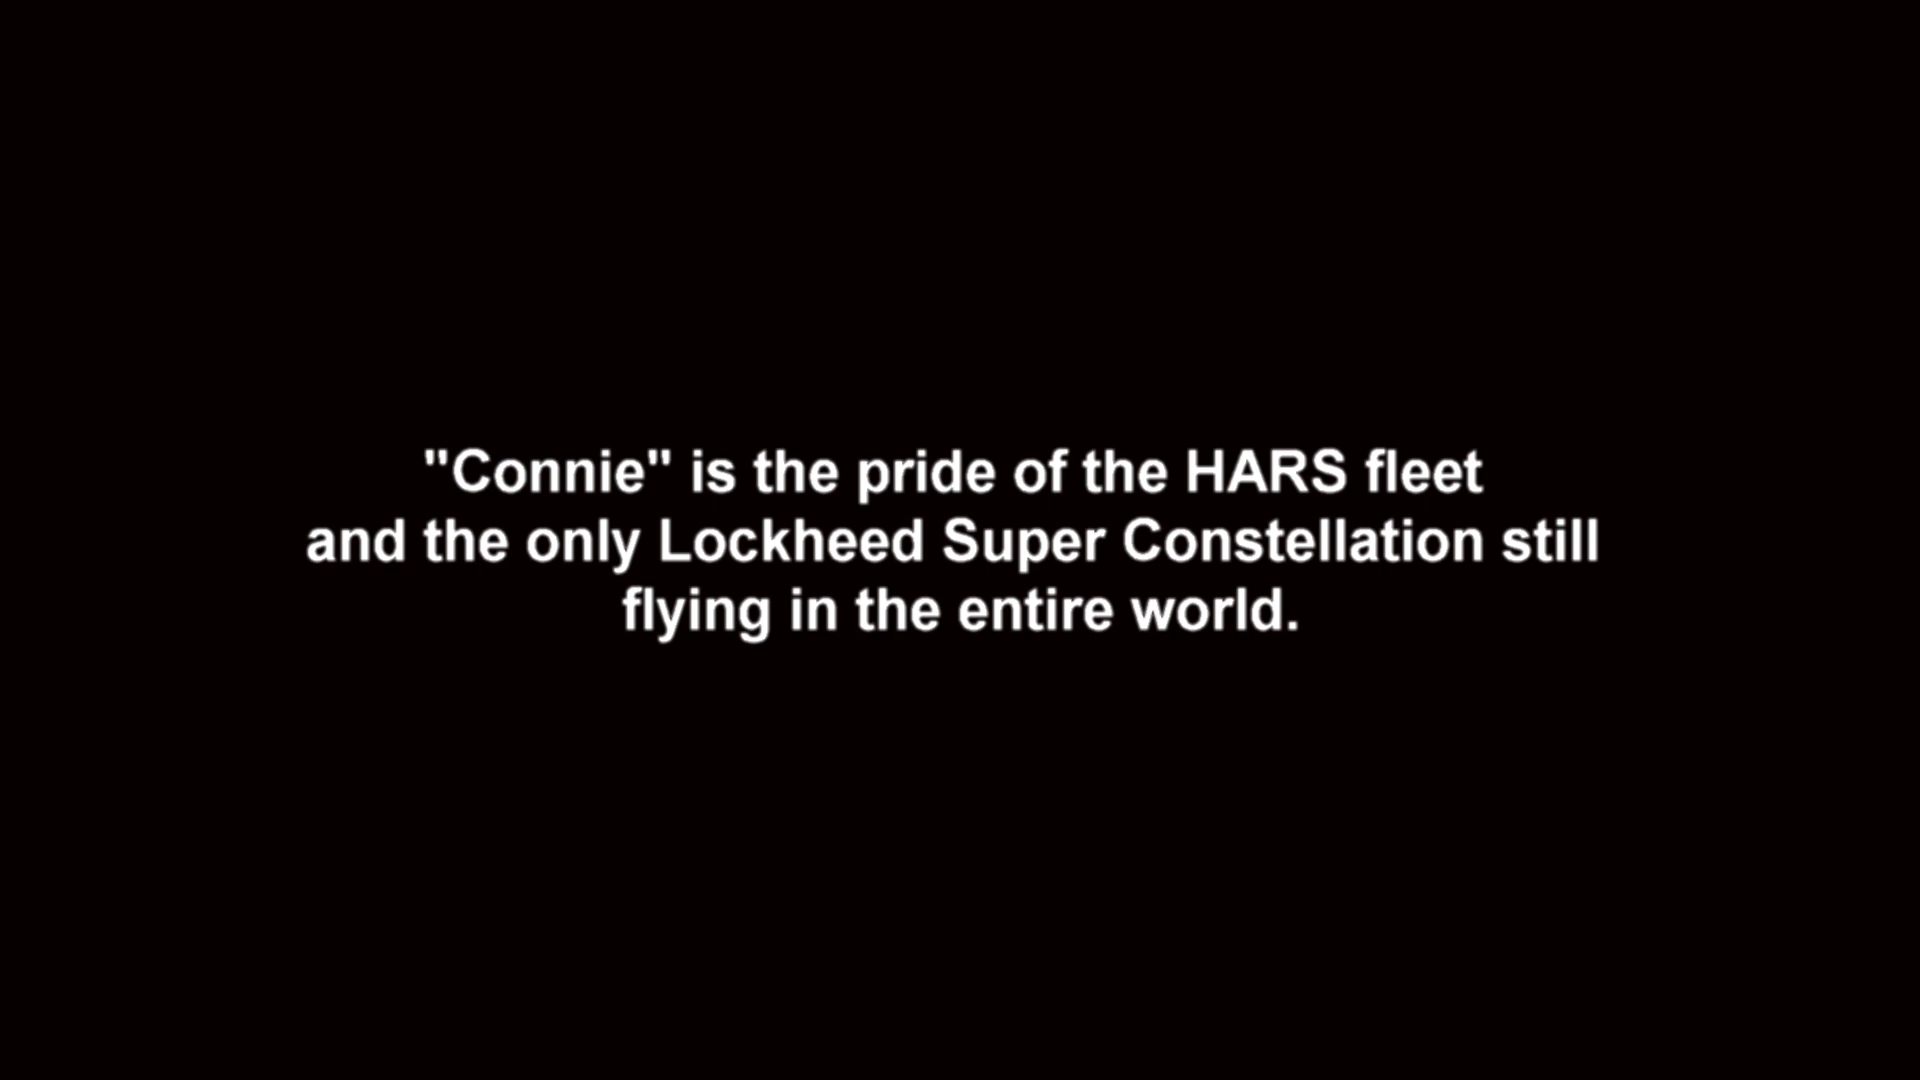 "Connie" is the pride of the HARS fleet
and the only Lockheed Super Constellation still
flying in the entire world.